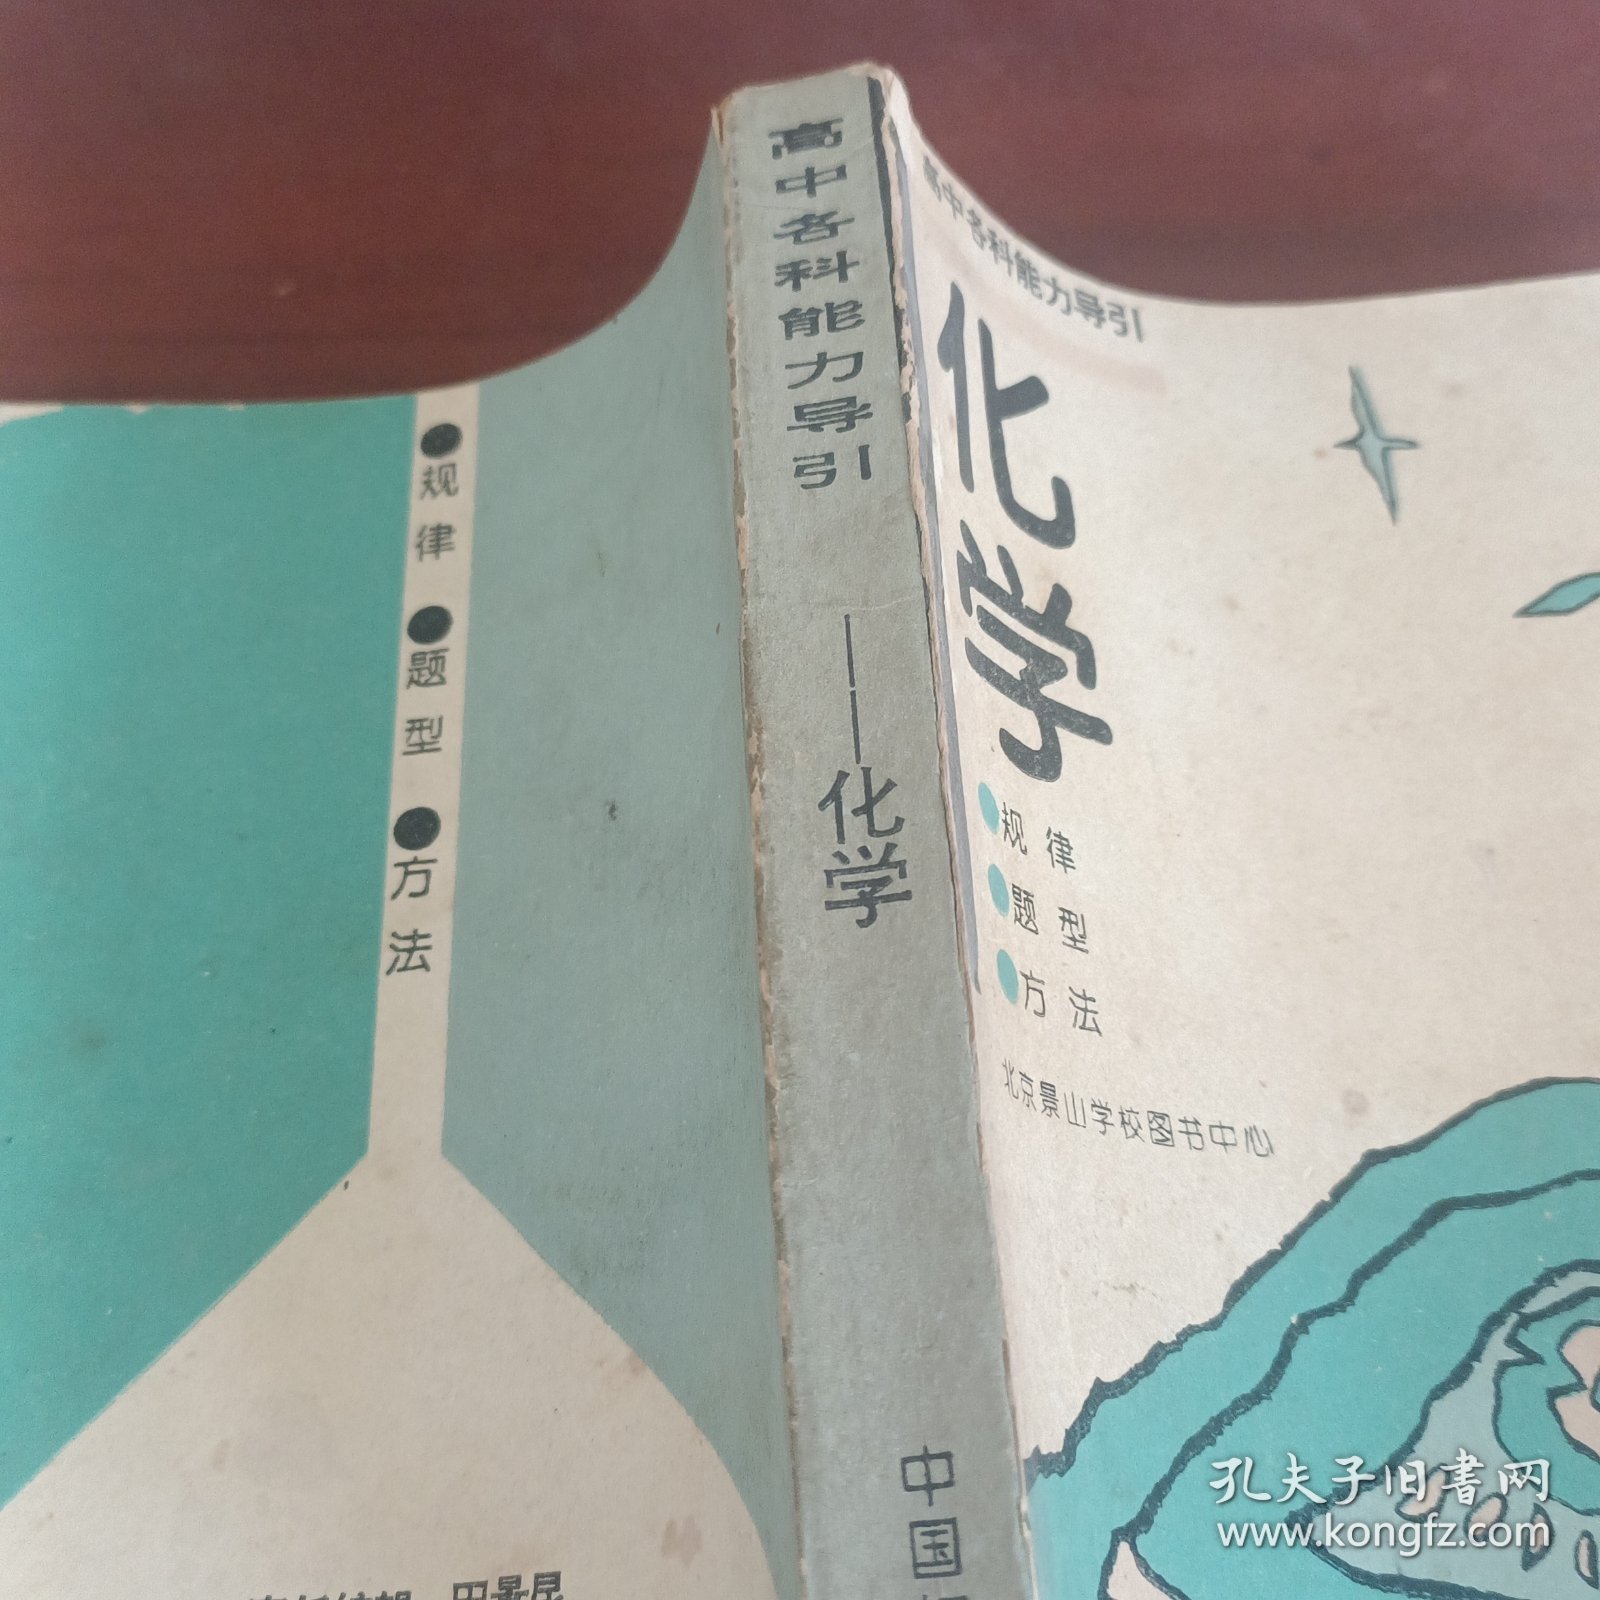 ●规律
●题型
●方法
高中各科能力导引
——化学
中国
高中各科能力导引
化学
●规律
●题型
●方法
北京景山学校图书中心
孔夫子旧書网
www.kongfz.com